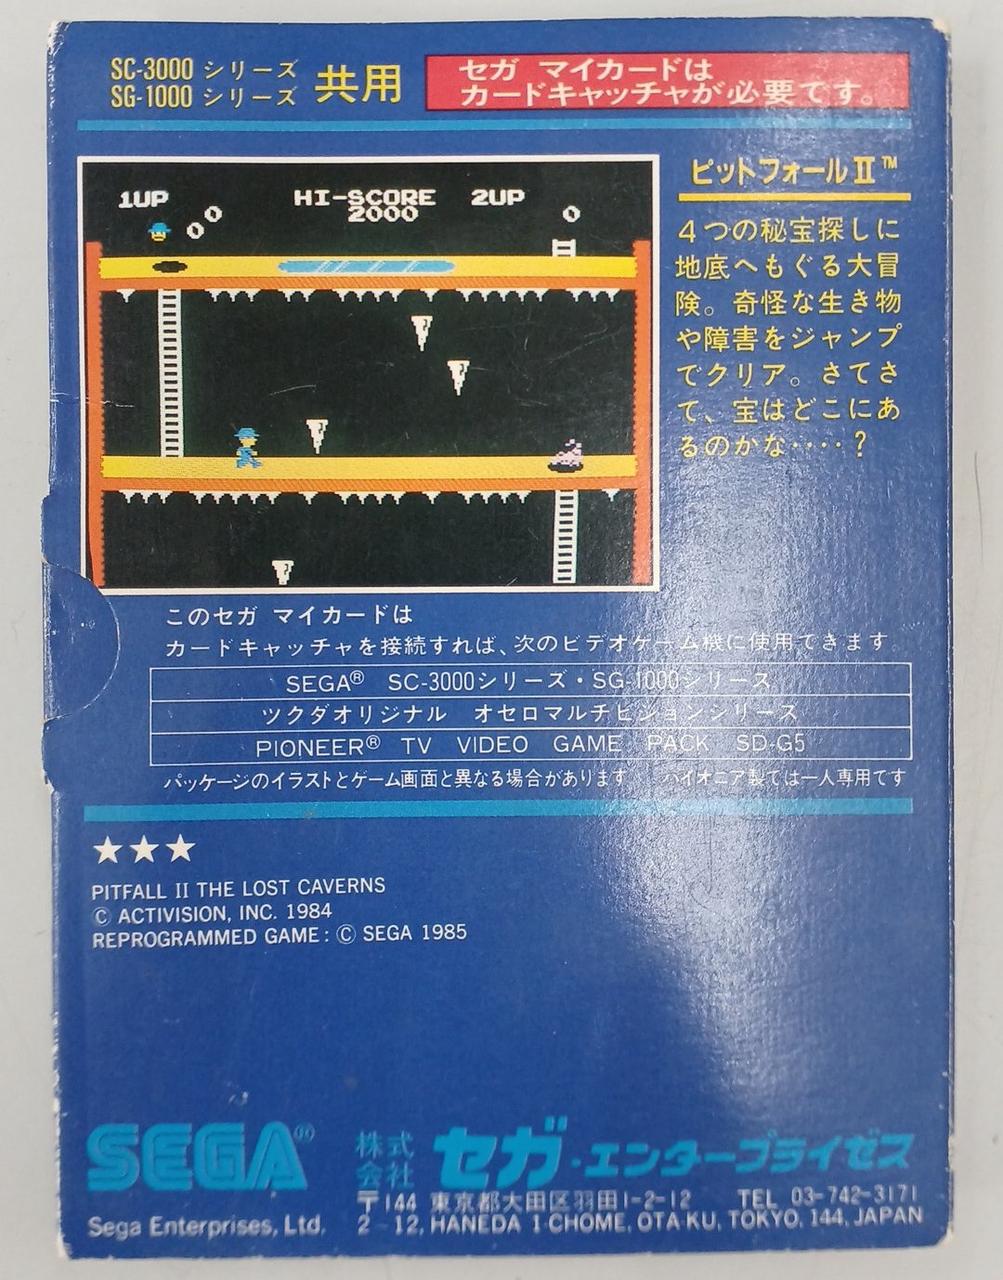 SC-3000 シリーズ
SG-1000 シリーズ
共用
セガ マイカードは
カードキャッチャが必要です。
1UP HI-SCORE 2UP
0 2000 0
0
ピットフォールⅡ™
4つの秘宝探しに
地底へもぐる大冒
険。奇怪な生き物
や障害をジャンプ
でクリア。さてさ
て、宝はどこにあ
るのかな‥‥？
このセガ マイカードは
カードキャッチャを接続すれば、次のビデオゲーム機に使用できます。
SEGA® SC-3000シリーズ・SG-1000シリーズ
ツクダオリジナル オセロマルチビジョンシリーズ
PIONEER® TV VIDEO GAME PACK SD-G5
パッケージのイラストとゲーム画面と異なる場合があります。 パイオニア製では一人専用です
★★★
PITFALL II THE LOST CAVERNS
© ACTIVISION, INC. 1984
REPROGRAMMED GAME: © SEGA 1985
SEGA®
株式会社 セガ・エンタープライゼス
〒144 東京都大田区羽田1-2-12 TEL 03-742-3171
Sega Enterprises, Ltd. 2-12, HANEDA 1-CHOME, OTA-KU, TOKYO, 144, JAPAN